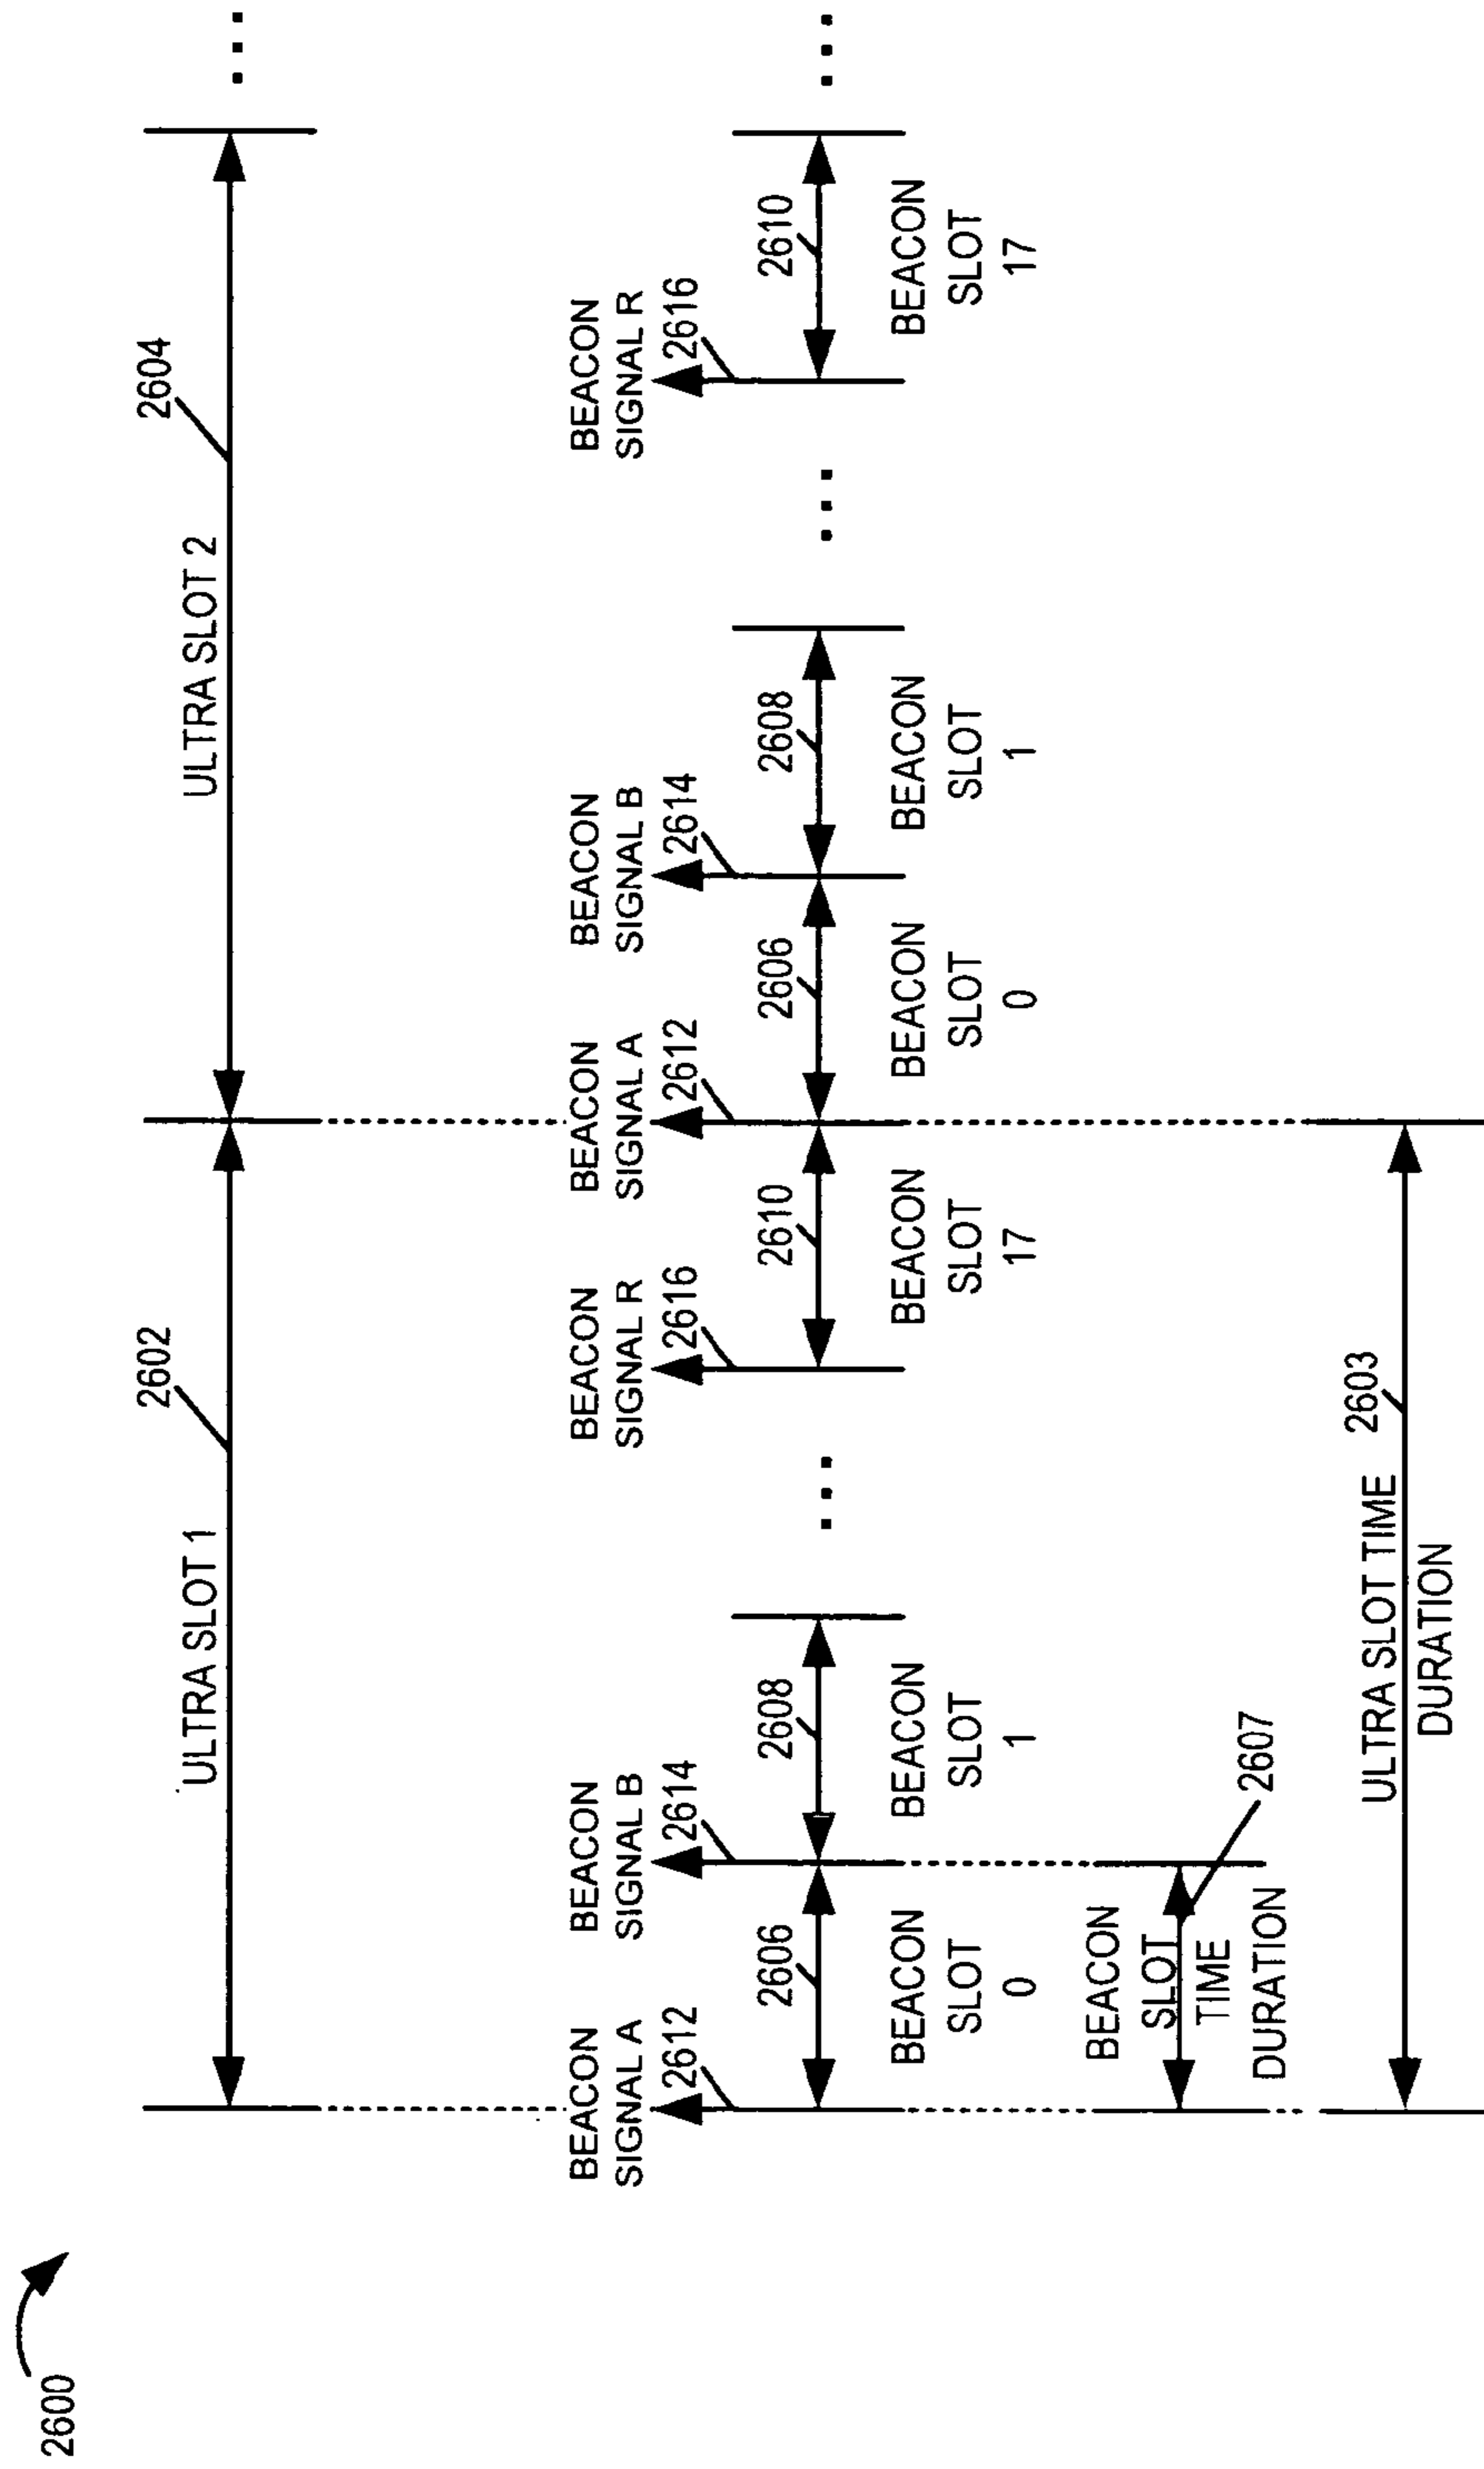 2600
ULTRA SLOT 1
2602
ULTRA SLOT 2
2604
...
BEACON
SIGNAL A
2612
BEACON
SIGNAL B
2614
BEACON
SIGNAL R
2616
BEACON
SIGNAL A
2612
BEACON
SIGNAL B
2614
BEACON
SIGNAL R
2616
2606
2608
...
2610
2606
2608
...
2610
...
BEACON
SLOT
0
BEACON
SLOT
1
BEACON
SLOT
17
BEACON
SLOT
0
BEACON
SLOT
1
BEACON
SLOT
17
BEACON
SLOT
TIME
DURATION
2607
ULTRA SLOT TIME
DURATION
2603